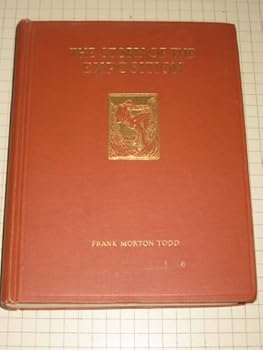 THE STORY OF THE
EXPOSITION
FRANK MORTON TODD